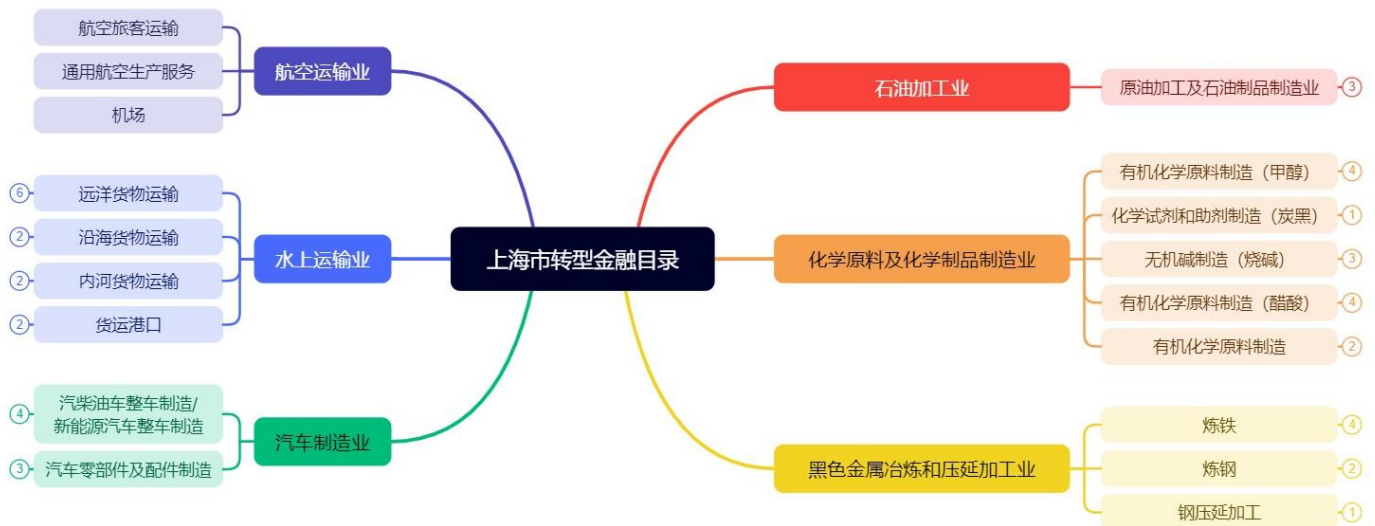 上海市转型金融目录
石油加工业
原油加工及石油制品制造业
3
化学原料及化学制品制造业
有机化学原料制造（甲醇）
4
化学试剂和助剂制造（炭黑）
1
无机碱制造（烧碱）
3
有机化学原料制造（醋酸）
4
有机化学原料制造
2
黑色金属冶炼和压延加工业
炼铁
4
炼钢
2
钢压延加工
1
航空运输业
航空旅客运输
通用航空生产服务
机场
水上运输业
远洋货物运输
6
沿海货物运输
2
内河货物运输
2
货运港口
2
汽车制造业
汽柴油车整车制造/
新能源汽车整车制造
4
汽车零部件及配件制造
3